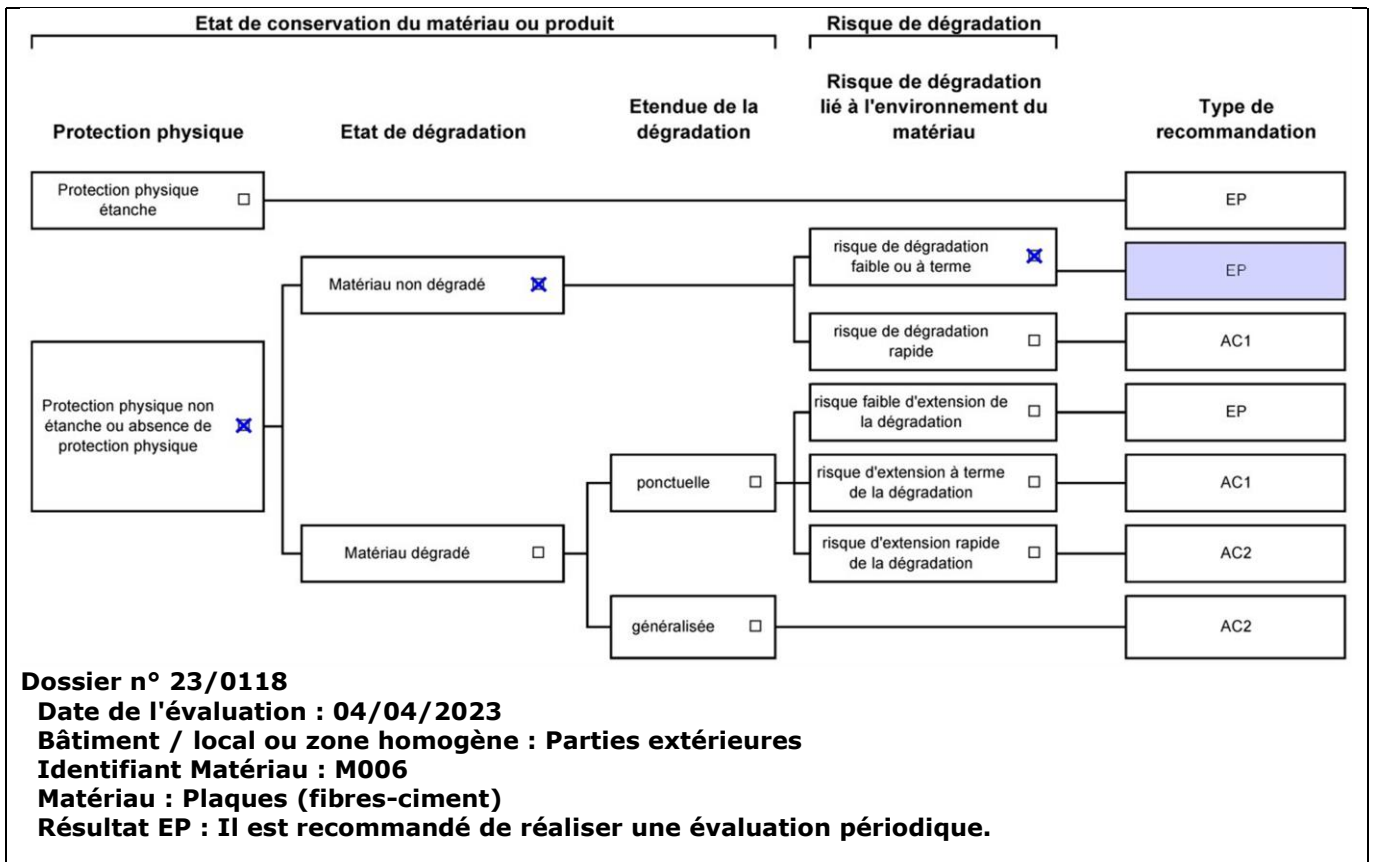 Etat de conservation du matériau ou produit
Risque de dégradation
Protection physique
Etat de dégradation
Etendue de la
dégradation
Risque de dégradation
lié à l'environnement du
matériau
Type de
recommandation
Protection physique
étanche
EP
risque de dégradation
faible ou à terme
EP
Matériau non dégradé
risque de dégradation
rapide
AC1
Protection physique non
étanche ou absence de
protection physique
risque faible d'extension de
la dégradation
EP
ponctuelle
risque d'extension à terme
de la dégradation
AC1
Matériau dégradé
risque d'extension rapide
de la dégradation
AC2
généralisée
AC2
Dossier n° 23/0118
Date de l'évaluation : 04/04/2023
Bâtiment / local ou zone homogène : Parties extérieures
Identifiant Matériau : M006
Matériau : Plaques (fibres-ciment)
Résultat EP : Il est recommandé de réaliser une évaluation périodique.